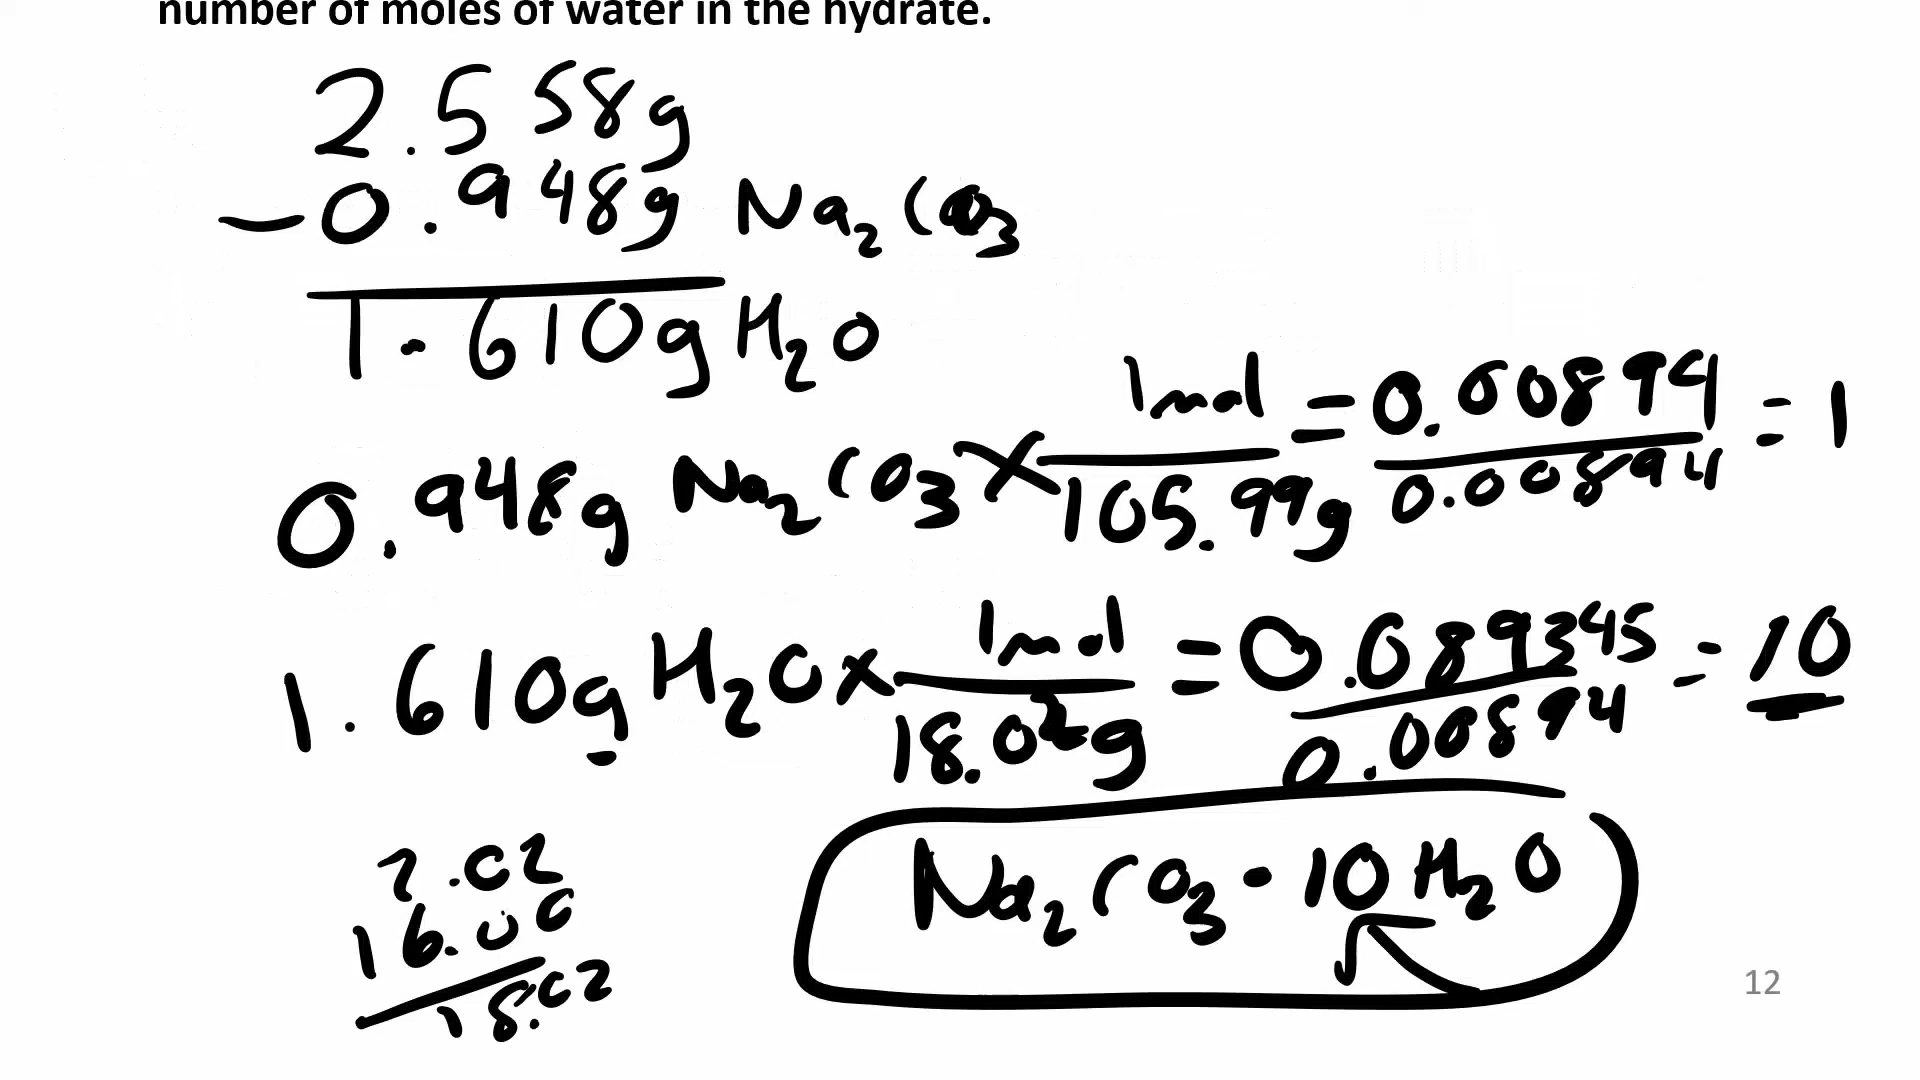 number of moles of water in the hydrate.
2.558g
-0.948g Na₂CO₃
1.610g H₂O
0.948g Na₂CO₃ x 1mol / 105.99g = 0.00894 / 0.00894 = 1
1.610g H₂O x 1mol / 18.02g = 0.089345 / 0.00894 = 10
2.02
16.00
18.02
Na₂CO₃ · 10 H₂O
12